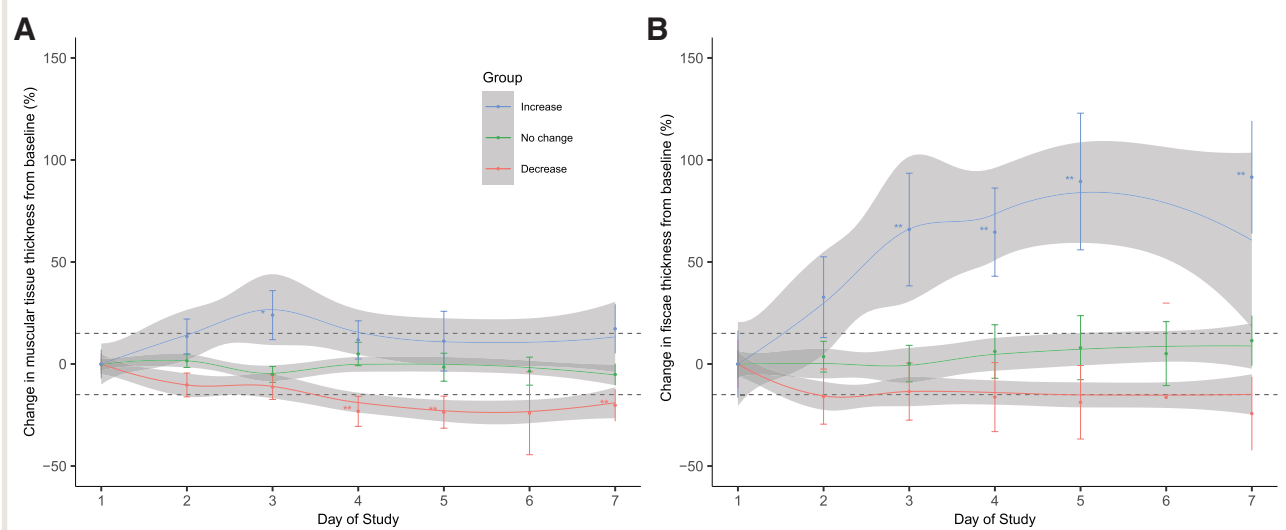 A
Change in muscular tissue thickness from baseline (%)
150
100
50
0
−50
Group
Increase
No change
Decrease
*
**
**
**
1 2 3 4 5 6 7
Day of Study
B
Change in fiscae thickness from baseline (%)
150
100
50
0
−50
**
**
**
**
1 2 3 4 5 6 7
Day of Study